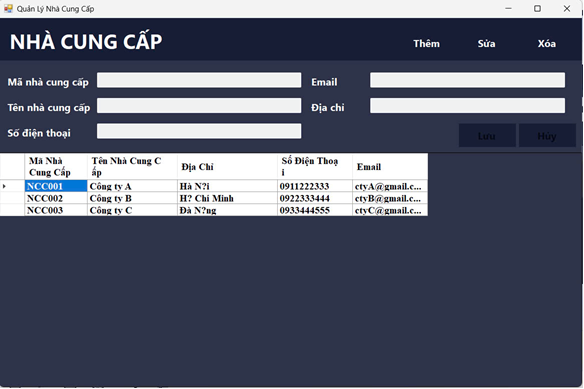 Quản Lý Nhà Cung Cấp
NHÀ CUNG CẤP
Thêm Sửa Xóa
Mã nhà cung cấp Email
Tên nhà cung cấp Địa chỉ
Số điện thoại
Lưu Hủy
Mã Nhà Tên Nhà Cung C Địa Chỉ Số Điện Thoạ Email
Cung Cấp ấp i
NCC001 Công ty A Hà N?i 0911222333 ctyA@gmail.c...
NCC002 Công ty B H? Chí Minh 0922333444 ctyB@gmail.c...
NCC003 Công ty C Đà N?ng 0933444555 ctyC@gmail.c...